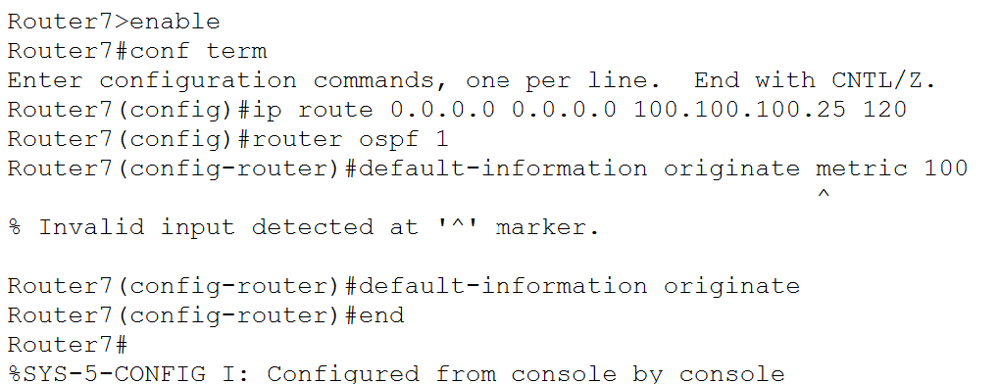 Router7>enable
Router7#conf term
Enter configuration commands, one per line.  End with CNTL/Z.
Router7(config)#ip route 0.0.0.0 0.0.0.0 100.100.100.25 120
Router7(config)#router ospf 1
Router7(config-router)#default-information originate metric 100
^
% Invalid input detected at '^' marker.
Router7(config-router)#default-information originate
Router7(config-router)#end
Router7#
%SYS-5-CONFIG_I: Configured from console by console